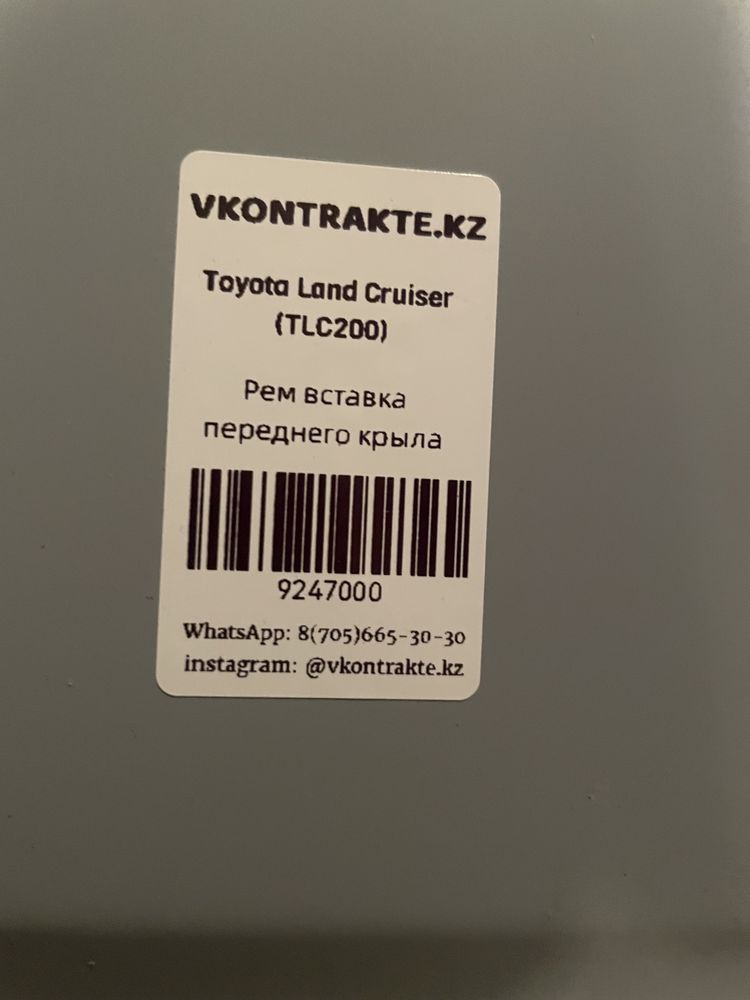 VKONTRAKTE.KZ
Toyota Land Cruiser
(TLC200)
Рем вставка
переднего крыла
9247000
WhatsApp: 8(705)665-30-30
instagram: @vkontrakte.kz